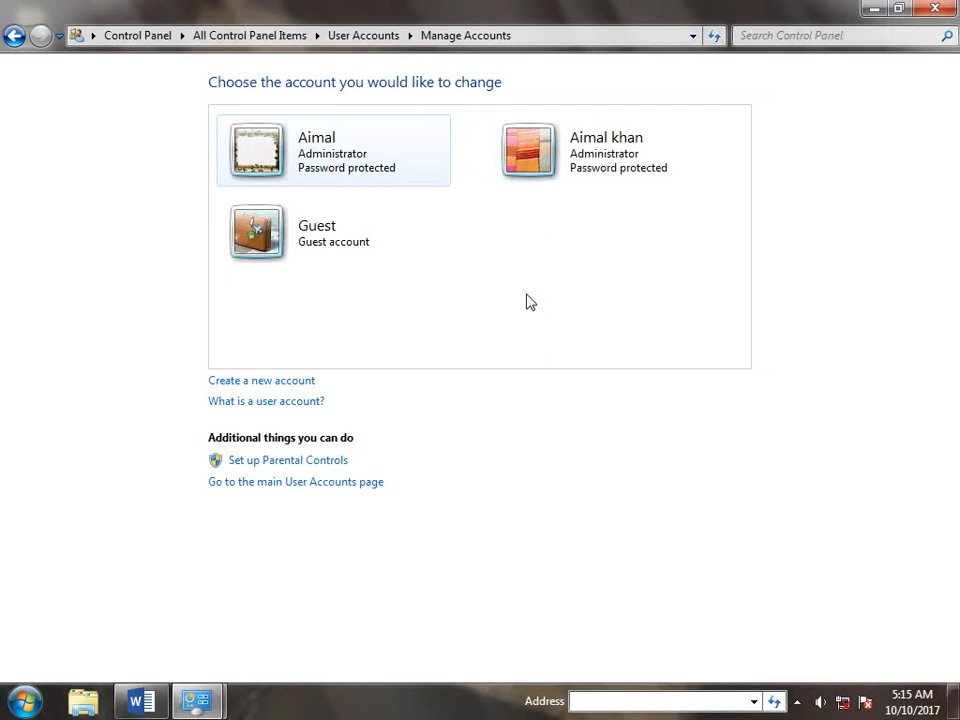 Control Panel ▸ All Control Panel Items ▸ User Accounts ▸ Manage Accounts
Search Control Panel
Choose the account you would like to change
Aimal
Administrator
Password protected
Aimal khan
Administrator
Password protected
Guest
Guest account
Create a new account
What is a user account?
Additional things you can do
Set up Parental Controls
Go to the main User Accounts page
W
Address
5:15 AM
10/10/2017